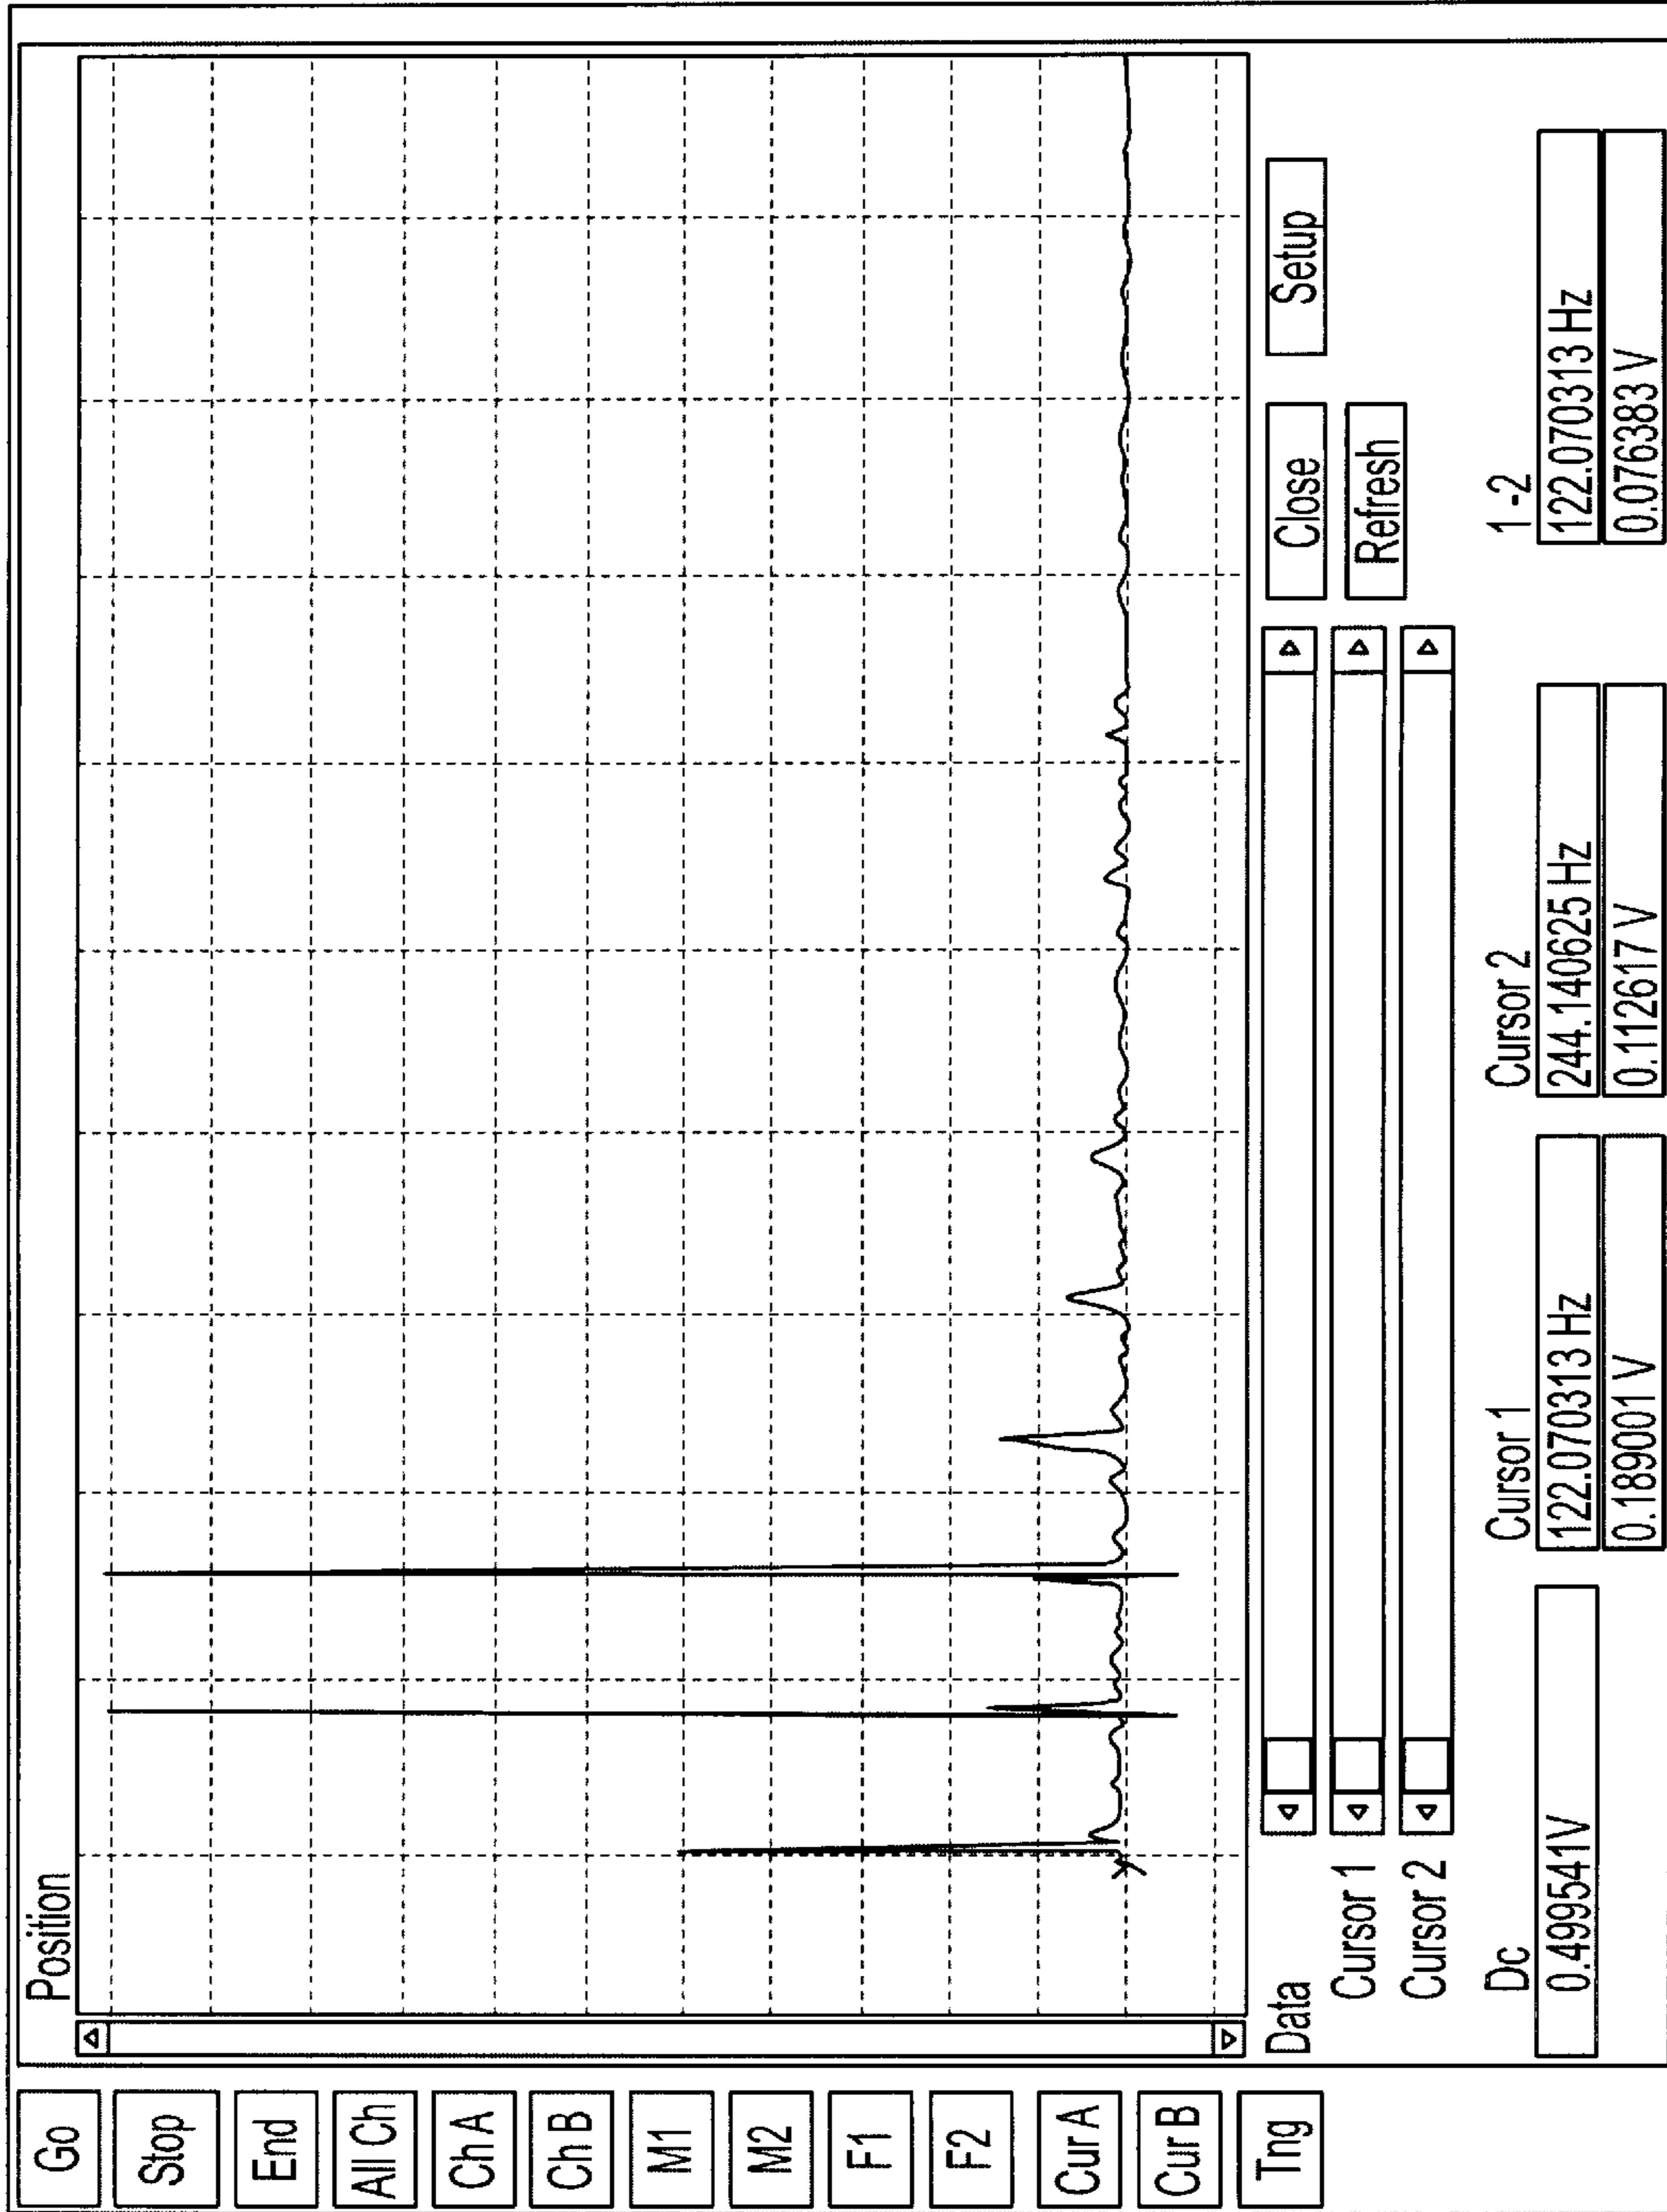 Go
Stop
End
All Ch
Ch A
Ch B
M1
M2
F1
F2
Cur A
Cur B
Tng
Position
Data
Cursor 1
Cursor 2
Close
Setup
Refresh
Dc
0.499541V
Cursor 1
122.070313 Hz
0.189001 V
Cursor 2
244.140625 Hz
0.112617 V
1 -2
122.070313 Hz
0.076383 V